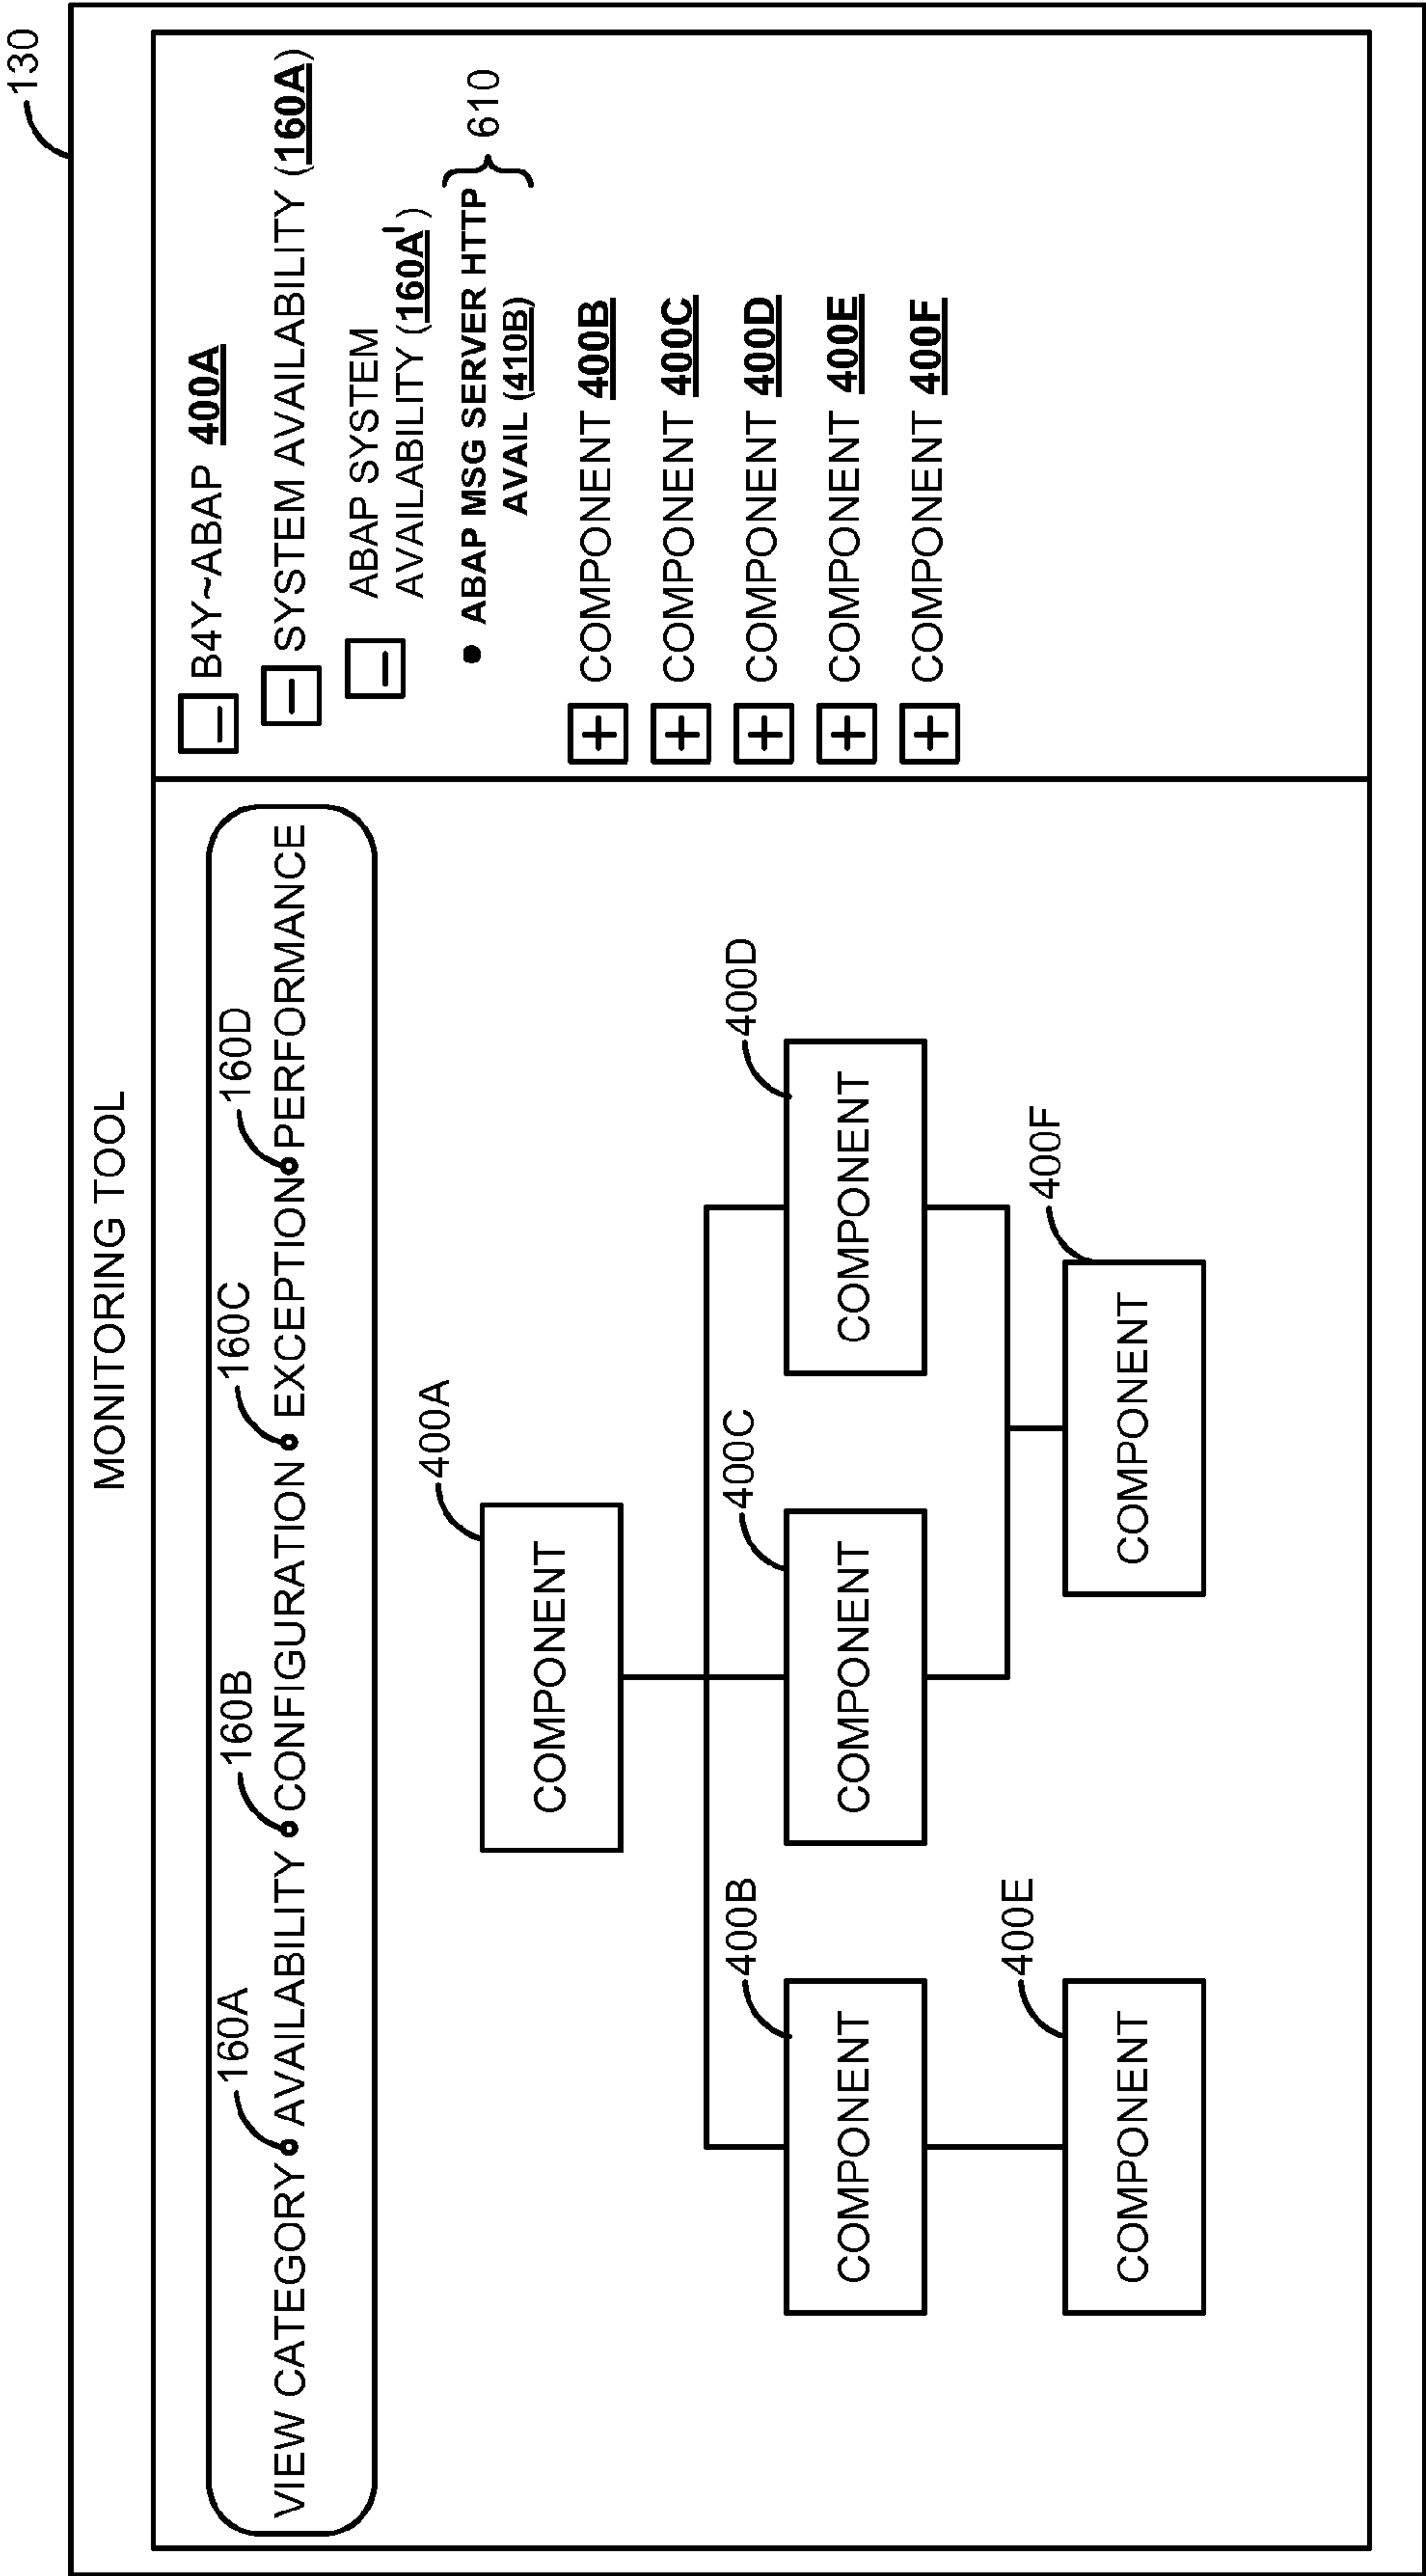 130
MONITORING TOOL
160A
160B
160C
160D
VIEW CATEGORY AVAILABILITY CONFIGURATION EXCEPTION PERFORMANCE
400A
COMPONENT
400B
400C
400D
COMPONENT
COMPONENT
COMPONENT
400E
400F
COMPONENT
COMPONENT
B4Y~ABAP 400A
SYSTEM AVAILABILITY (160A)
ABAP SYSTEM
AVAILABILITY (160A')
• ABAP MSG SERVER HTTP
AVAIL (410B)
610
COMPONENT 400B
COMPONENT 400C
COMPONENT 400D
COMPONENT 400E
COMPONENT 400F